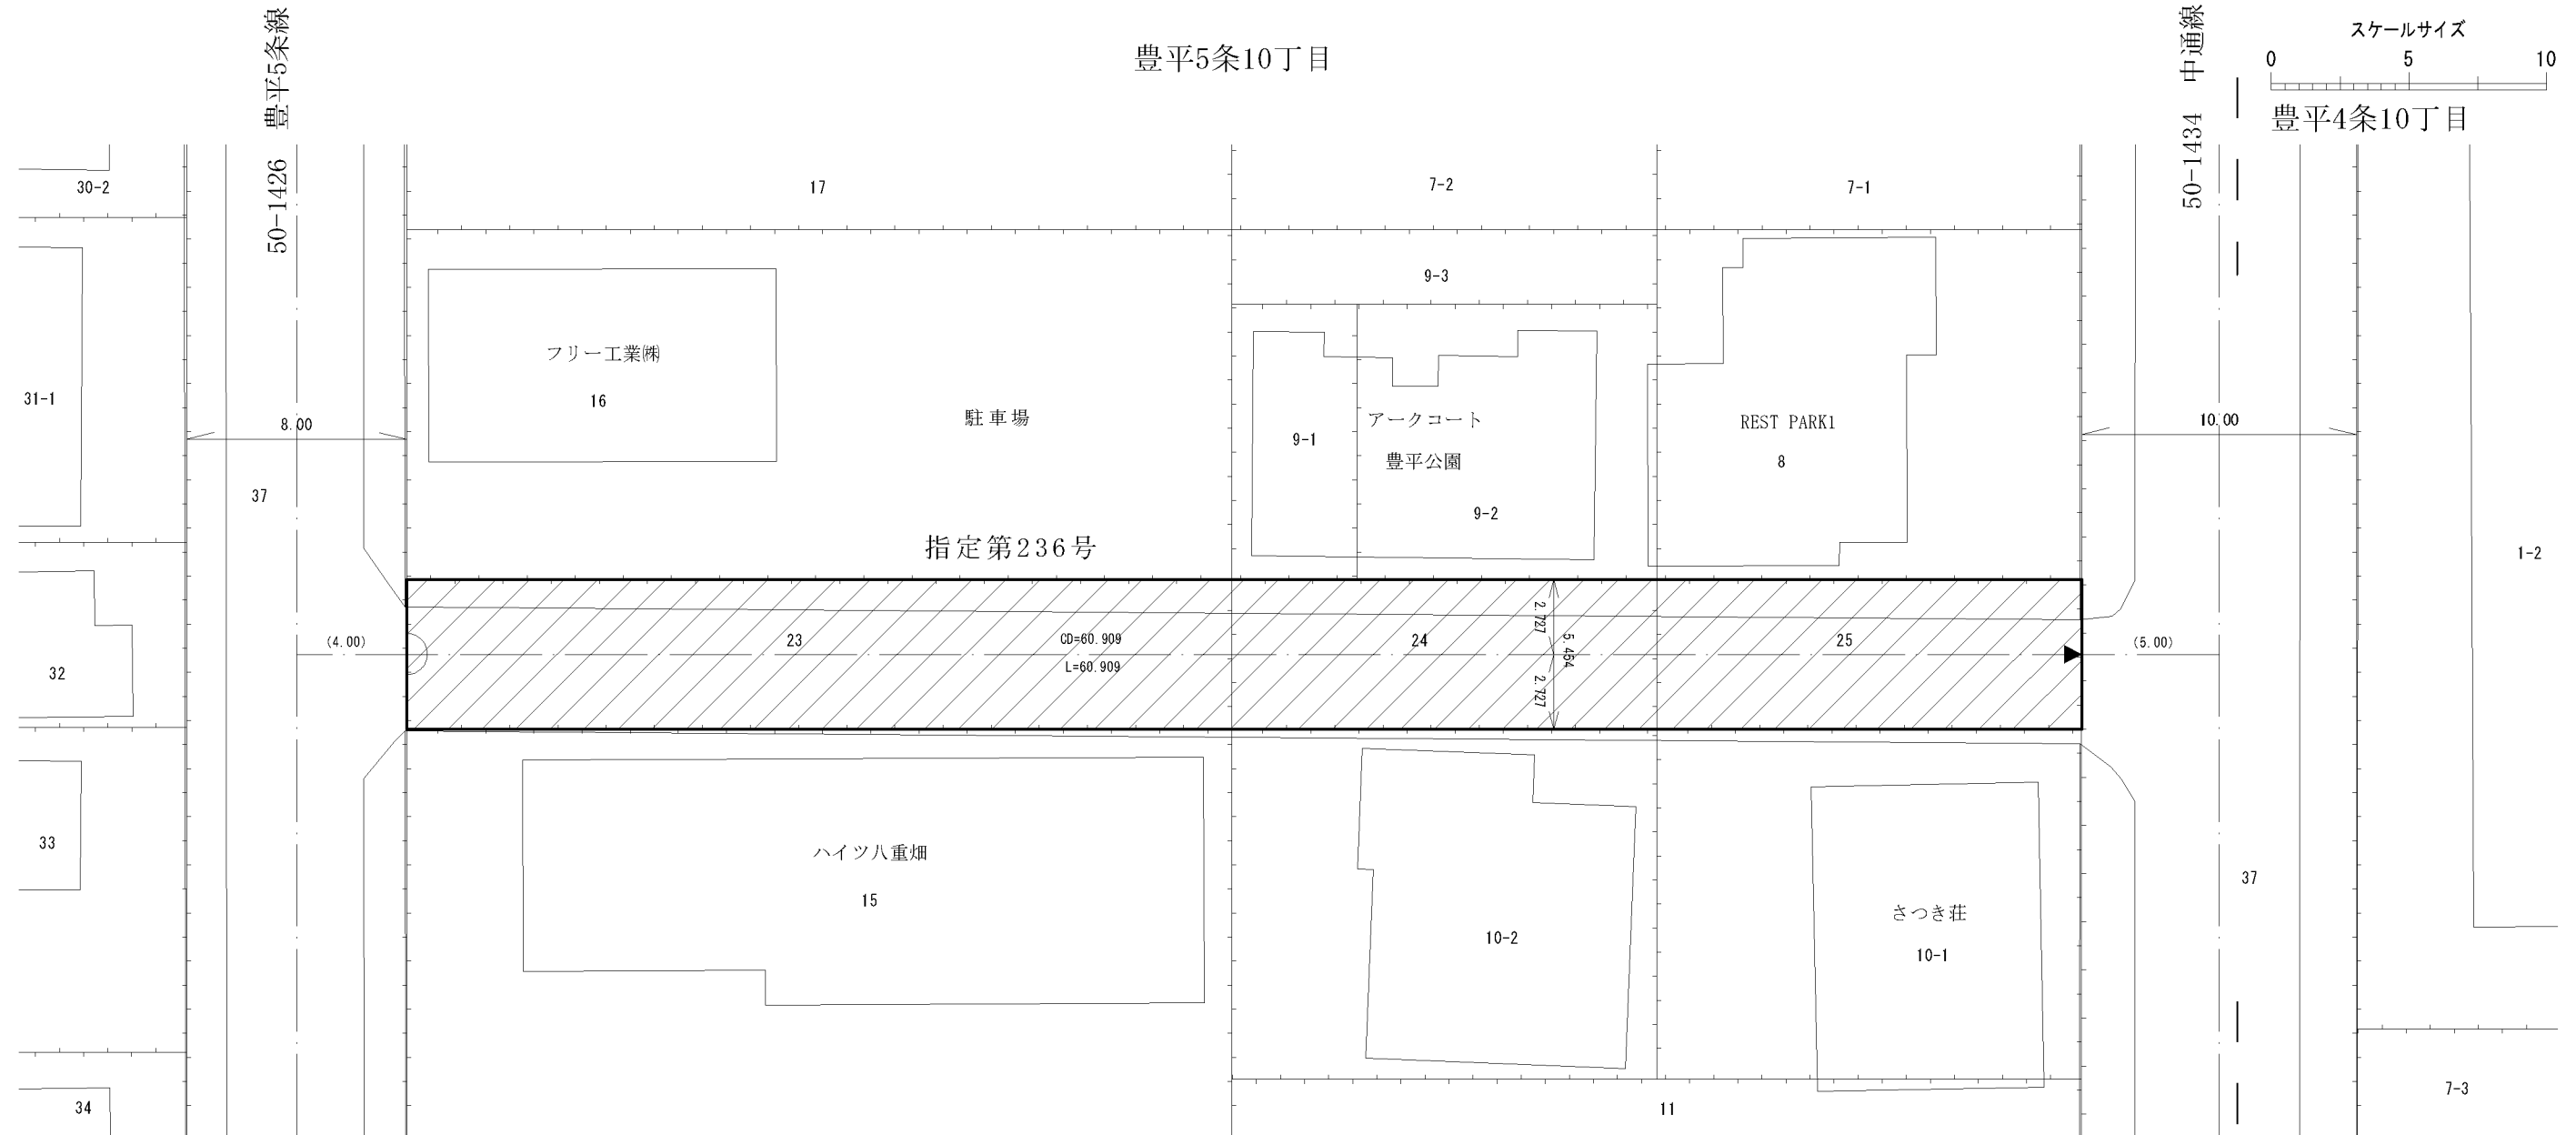 豊平5条10丁目
スケールサイズ
0 5 10
豊平4条10丁目
50-1426 豊平5条線
50-1434 中通線
30-2
17
7-2
7-1
9-3
31-1
フリー工業㈱
16
駐車場
9-1
アークコート
豊平公園
9-2
REST PARK1
8
8.00
10.00
37
1-2
指定第236号
(4.00)
23
CD=60.909
L=60.909
24
2.727
5.454
2.727
25
(5.00)
32
33
ハイツ八重畑
15
10-2
さつき荘
10-1
37
34
11
7-3